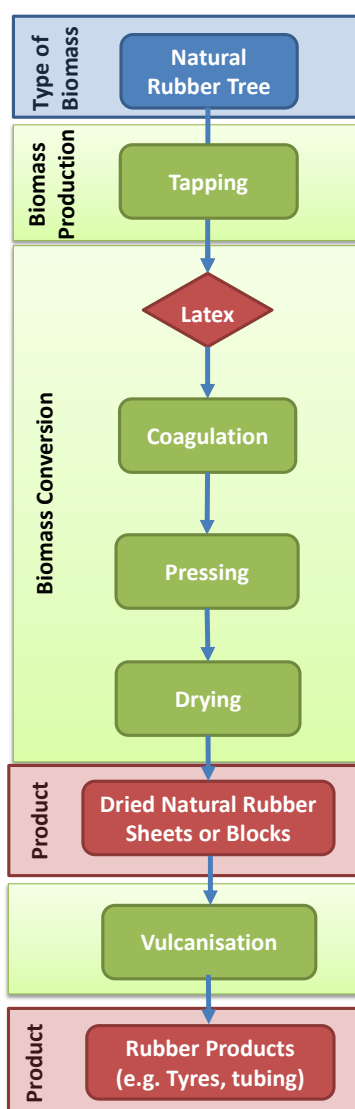 Type of
Biomass
Natural
Rubber Tree
Biomass
Production
Tapping
Biomass Conversion
Latex
Coagulation
Pressing
Drying
Product
Dried Natural Rubber
Sheets or Blocks
Vulcanisation
Product
Rubber Products
(e.g. Tyres, tubing)